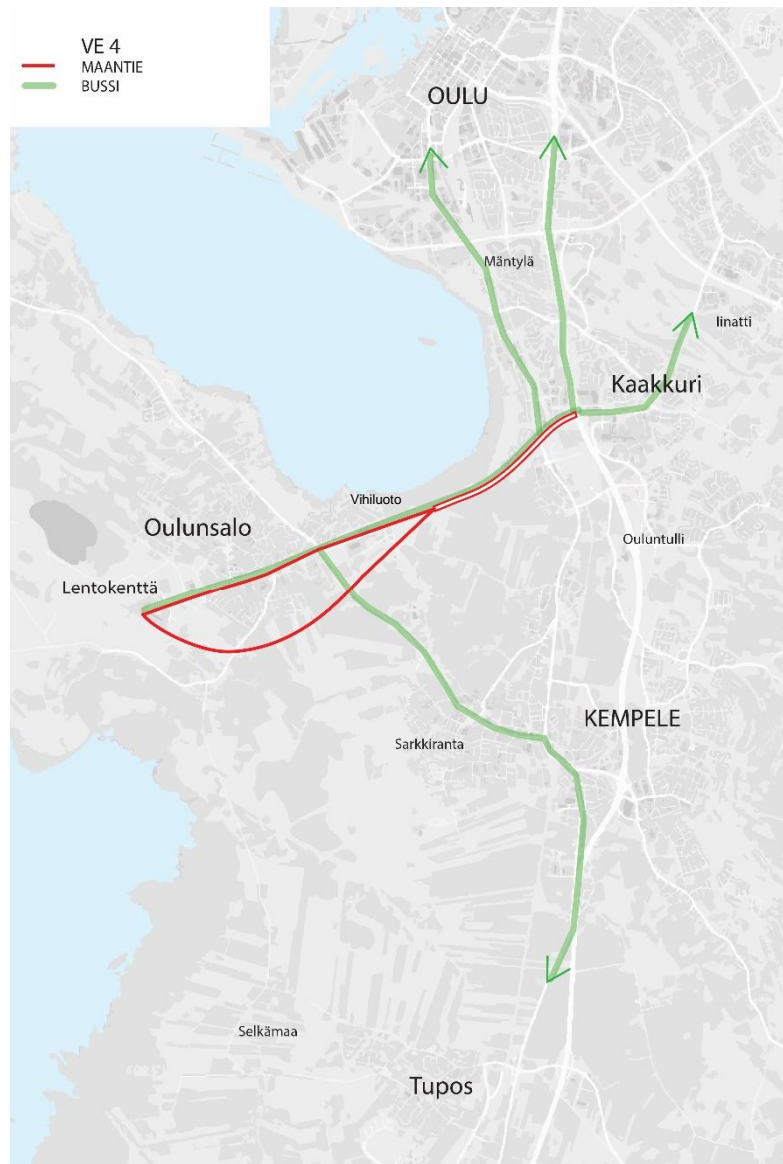 VE 4
MAANTIE
BUSSI
OULU
Mäntylä
Iinatti
Kaakkuri
Vihiluoto
Oulunsalo
Ouluntulli
Lentokenttä
KEMPELE
Sarkkiranta
Selkämaa
Tupos